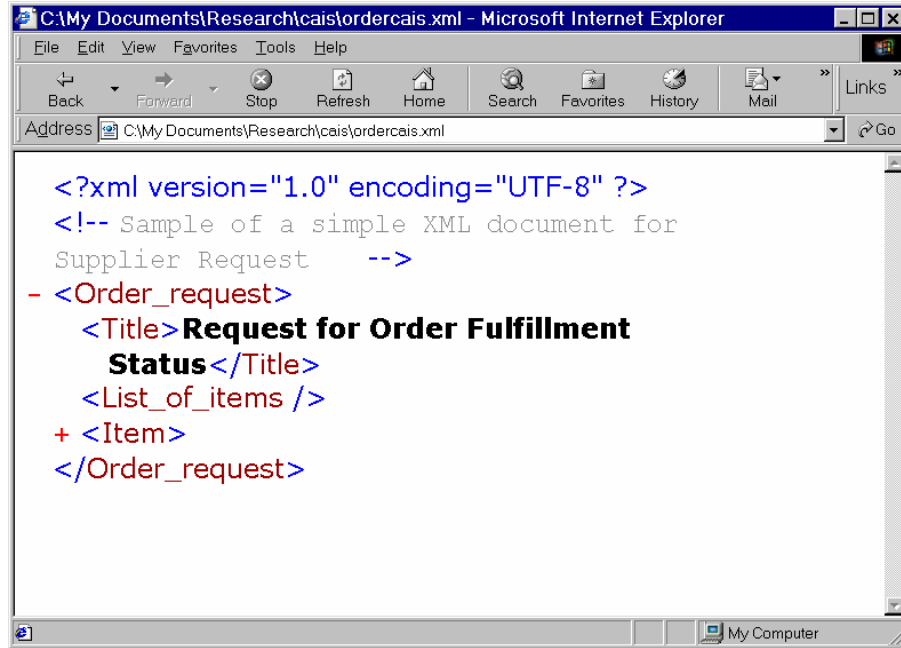 C:\My Documents\Research\cais\ordercais.xml - Microsoft Internet Explorer
File Edit View Favorites Tools Help
Back Forward Stop Refresh Home Search Favorites History Mail » Links »
Address C:\My Documents\Research\cais\ordercais.xml Go
<?xml version="1.0" encoding="UTF-8" ?>
<!-- Sample of a simple XML document for
Supplier Request -->
- <Order_request>
<Title>Request for Order Fulfillment
Status</Title>
<List_of_items />
+ <Item>
</Order_request>
My Computer